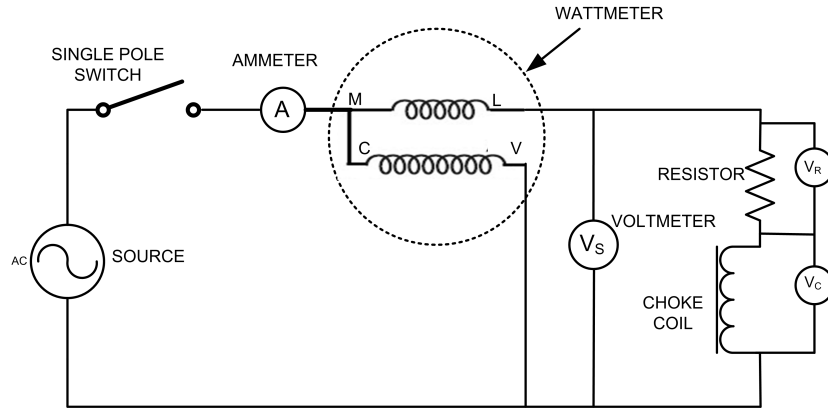 WATTMETER
SINGLE POLE
SWITCH
AMMETER
A
M
L
C
V
RESISTOR
VR
VOLTMETER
VS
AC
SOURCE
CHOKE
COIL
VC